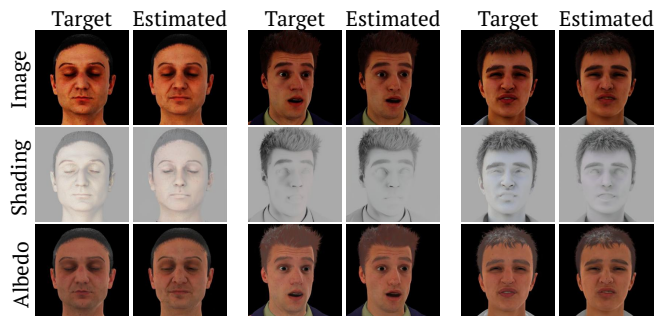 Target Estimated Target Estimated Target Estimated
Image
Shading
Albedo